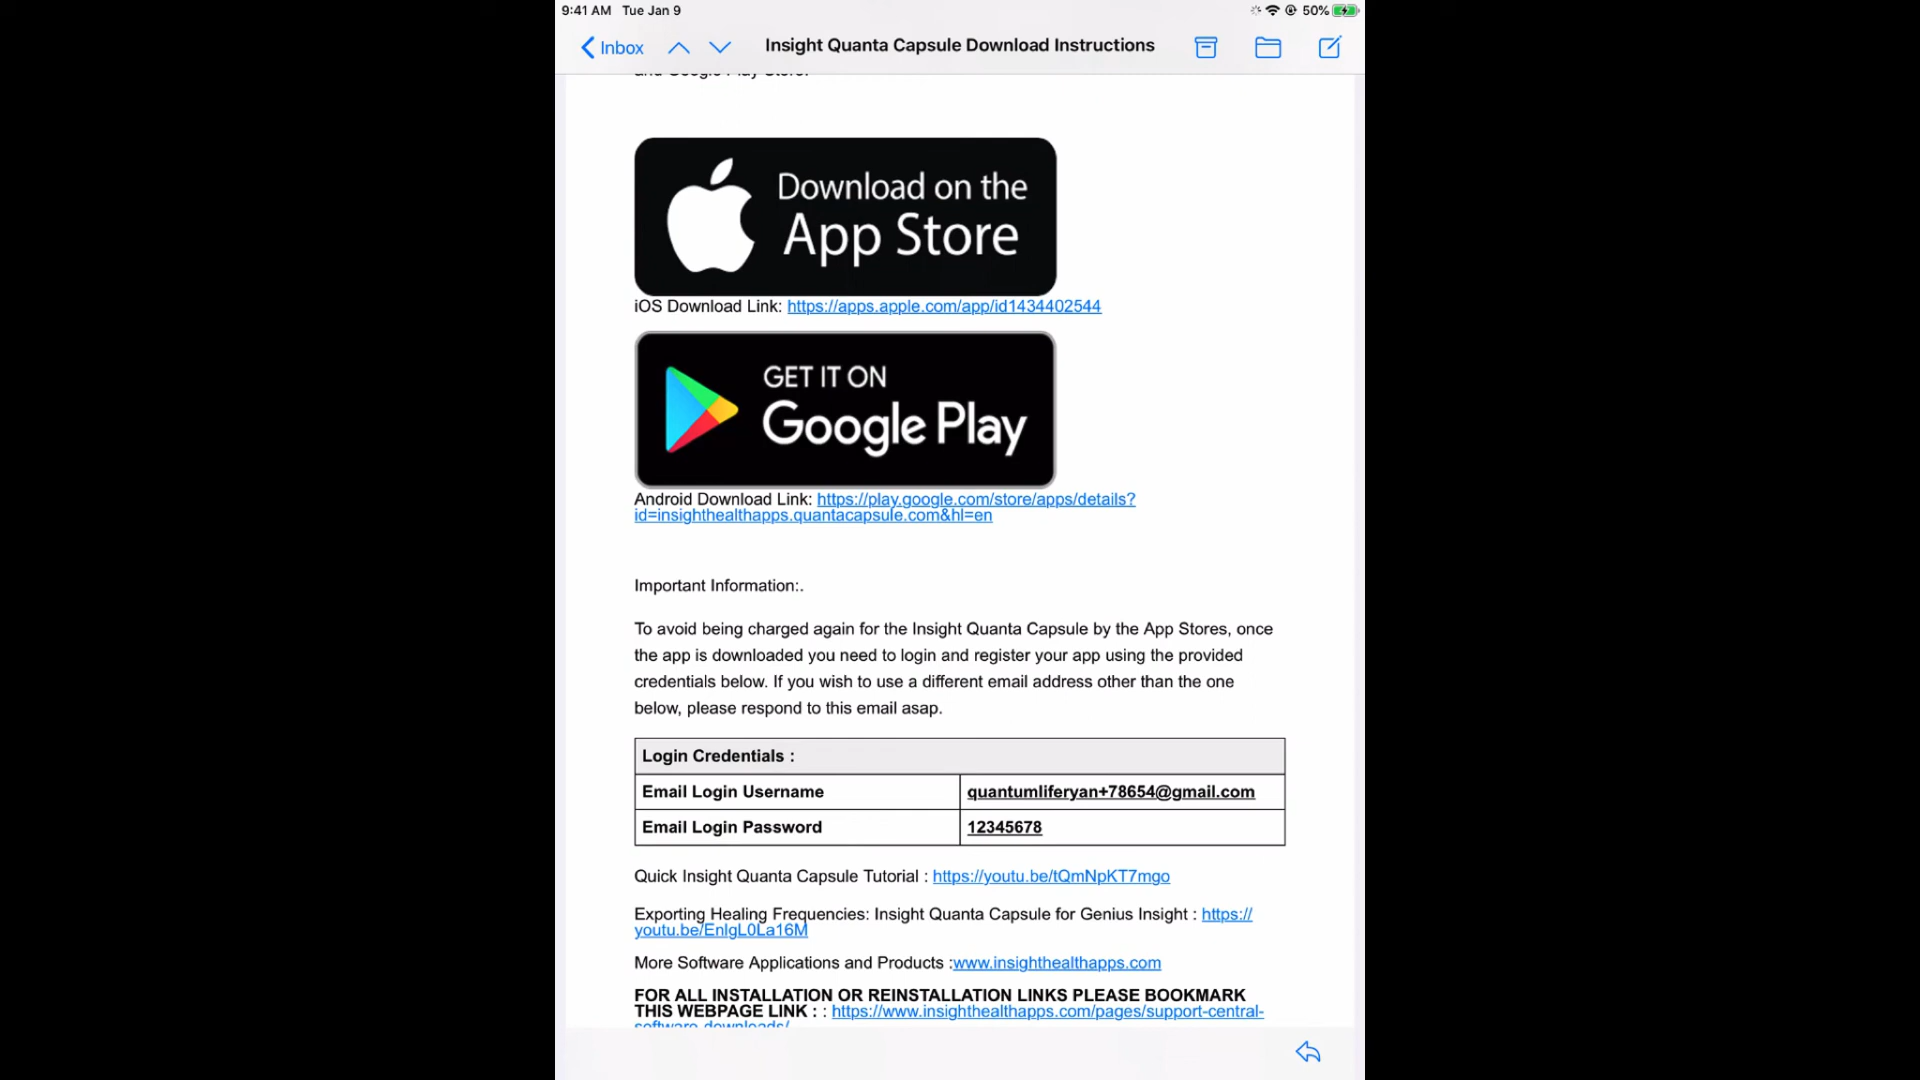 9:41 AM Tue Jan 9
50%
Inbox
Insight Quanta Capsule Download Instructions
and Google Play Store.
Download on the
App Store
iOS Download Link: https://apps.apple.com/app/id1434402544
GET IT ON
Google Play
Android Download Link: https://play.google.com/store/apps/details?
id=insighthealthapps.quantacapsule.com&hl=en
Important Information:.
To avoid being charged again for the Insight Quanta Capsule by the App Stores, once
the app is downloaded you need to login and register your app using the provided
credentials below. If you wish to use a different email address other than the one
below, please respond to this email asap.
Login Credentials :
Email Login Username quantumliferyan+78654@gmail.com
Email Login Password 12345678
Quick Insight Quanta Capsule Tutorial : https://youtu.be/tQmNpKT7mgo
Exporting Healing Frequencies: Insight Quanta Capsule for Genius Insight : https://
youtu.be/EnIgL0La16M
More Software Applications and Products :www.insighthealthapps.com
FOR ALL INSTALLATION OR REINSTALLATION LINKS PLEASE BOOKMARK
THIS WEBPAGE LINK : : https://www.insighthealthapps.com/pages/support-central-
software-downloads/